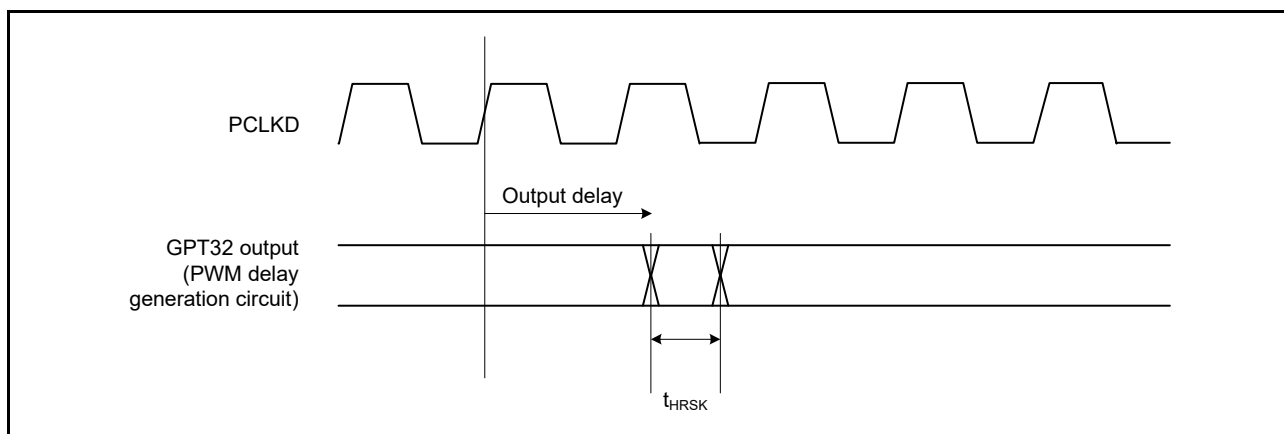 PCLKD
Output delay
GPT32 output
(PWM delay
generation circuit)
tHRSK